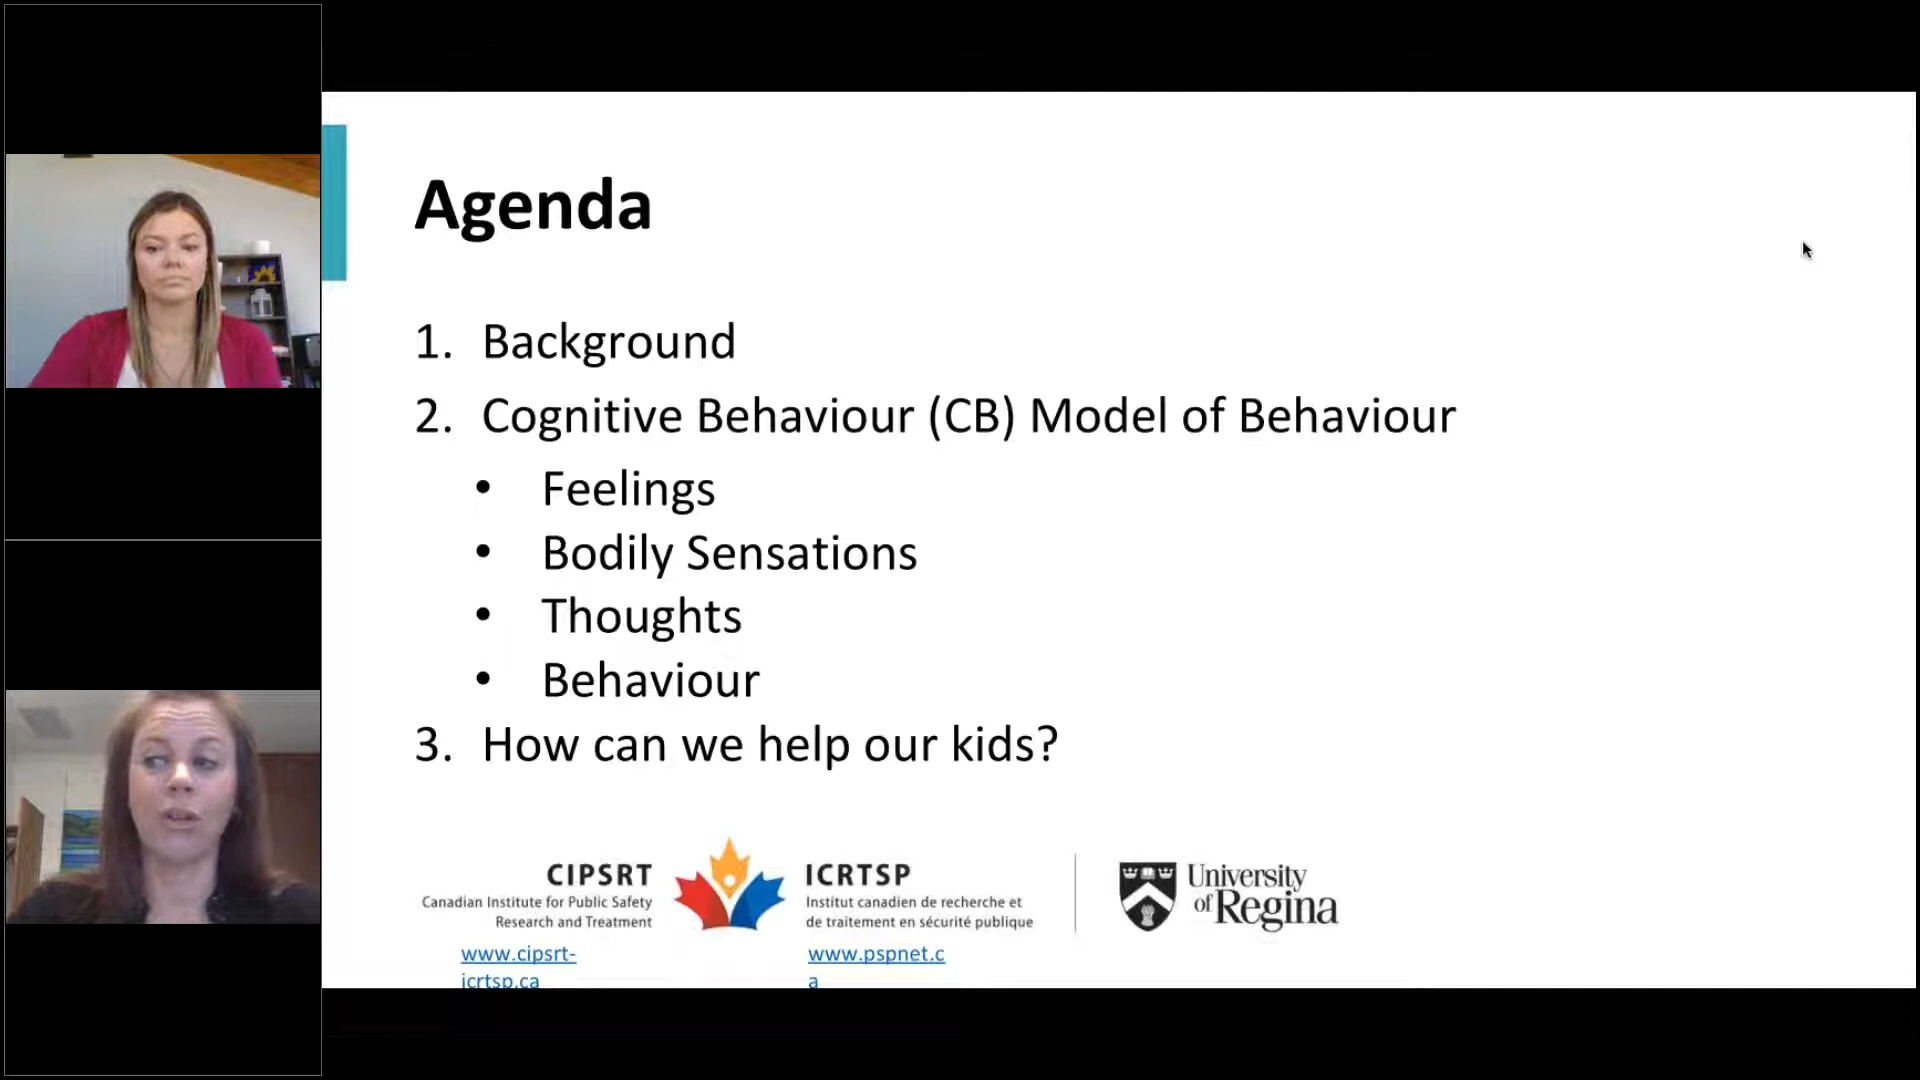 Agenda
1. Background
2. Cognitive Behaviour (CB) Model of Behaviour
• Feelings
• Bodily Sensations
• Thoughts
• Behaviour
3. How can we help our kids?
CIPSRT
Canadian Institute for Public Safety
Research and Treatment
www.cipsrt-
icrtsp.ca
ICRTSP
Institut canadien de recherche et
de traitement en sécurité publique
www.pspnet.c
a
University
of Regina